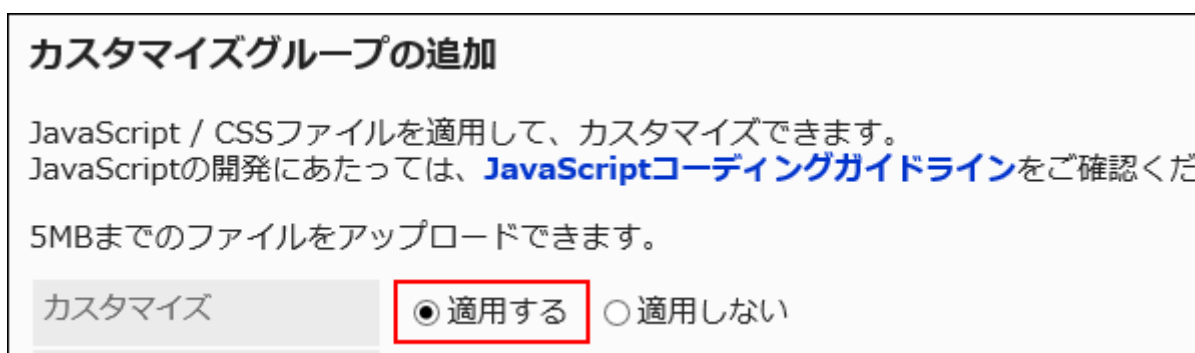 カスタマイズグループの追加
JavaScript / CSSファイルを適用して、カスタマイズできます。
JavaScriptの開発にあたっては、JavaScriptコーディングガイドラインをご確認くだ
5MBまでのファイルをアップロードできます。
カスタマイズ 適用する 適用しない